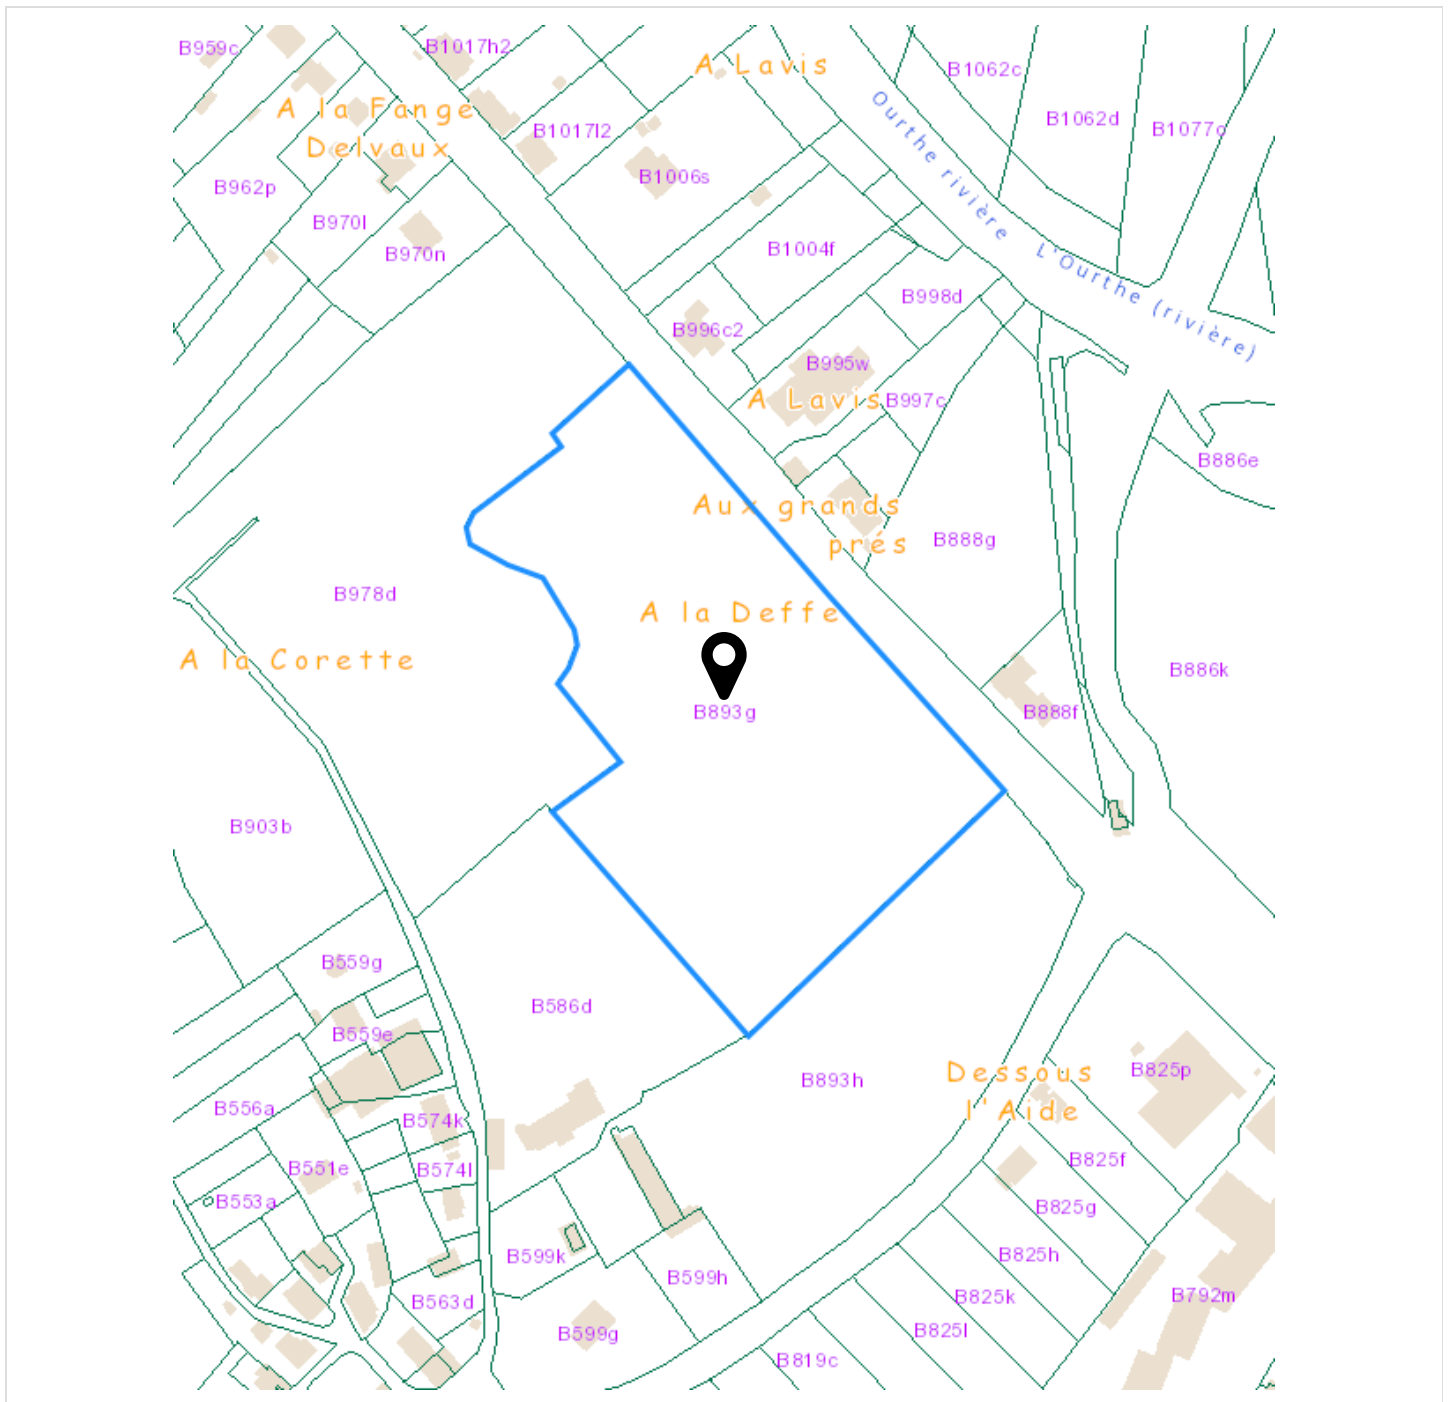 B959c
B1017h2
A Lavis
B1062c
A la Fange
Delvaux
B1017l2
B1062d
B1077c
Ourthe rivière
B962p
B1006s
B970l
B970n
B1004f
L'Ourthe (rivière)
B998d
B996c2
B995w
A Lavis
B997c
B886e
Aux grands
prés
B888g
B978d
A la Deffe
A la Corette
B886k
B893g
B888f
B903b
B559g
B586d
B559e
Dessous
l'Aide
B893h
B825p
B556a
B574k
B551e
B574l
B825f
B553a
B825g
B599k
B825h
B599h
B563d
B825k
B792m
B599g
B825l
B819c